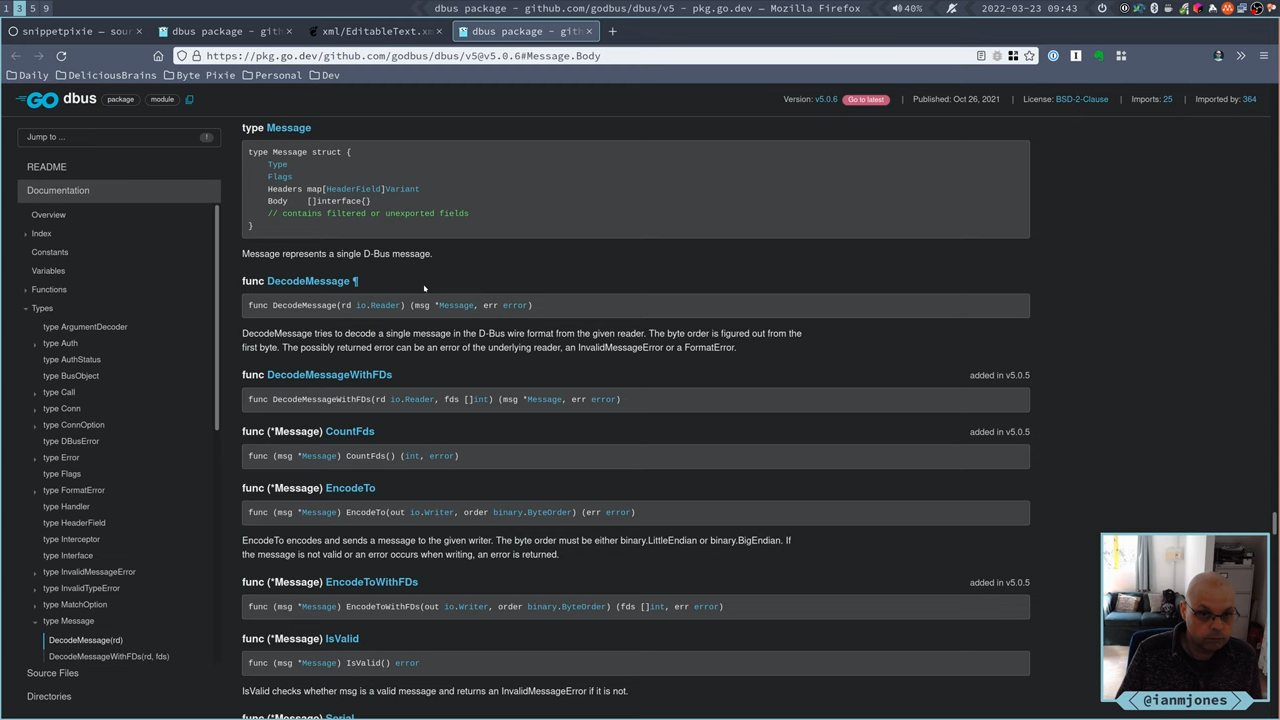 1 3 5 9
dbus package - github.com/godbus/dbus/v5 - pkg.go.dev — Mozilla Firefox
40%
2022-03-23 09:43
snippetpixie — sour
dbus package - gith
xml/EditableText.xm
dbus package - gith
https://pkg.go.dev/github.com/godbus/dbus/v5@v5.0.6#Message.Body
Daily
DeliciousBrains
Byte Pixie
Personal
Dev
GO dbus package module
Version: v5.0.6 Go to latest | Published: Oct 26, 2021 | License: BSD-2-Clause | Imports: 25 | Imported by: 364
Jump to ... f
README
Documentation
Overview
Index
Constants
Variables
Functions
Types
type ArgumentDecoder
type Auth
type AuthStatus
type BusObject
type Call
type Conn
type ConnOption
type DBusError
type Error
type Flags
type FormatError
type Handler
type HeaderField
type Interceptor
type Interface
type InvalidMessageError
type InvalidTypeError
type MatchOption
type Message
DecodeMessage(rd)
DecodeMessageWithFDs(rd, fds)
Source Files
Directories
type Message
type Message struct {
Type
Flags
Headers map[HeaderField]Variant
Body []interface{}
// contains filtered or unexported fields
}
Message represents a single D-Bus message.
func DecodeMessage ¶
func DecodeMessage(rd io.Reader) (msg *Message, err error)
DecodeMessage tries to decode a single message in the D-Bus wire format from the given reader. The byte order is figured out from the
first byte. The possibly returned error can be an error of the underlying reader, an InvalidMessageError or a FormatError.
func DecodeMessageWithFDs added in v5.0.5
func DecodeMessageWithFDs(rd io.Reader, fds []int) (msg *Message, err error)
func (*Message) CountFds added in v5.0.5
func (msg *Message) CountFds() (int, error)
func (*Message) EncodeTo
func (msg *Message) EncodeTo(out io.Writer, order binary.ByteOrder) (err error)
EncodeTo encodes and sends a message to the given writer. The byte order must be either binary.LittleEndian or binary.BigEndian. If
the message is not valid or an error occurs when writing, an error is returned.
func (*Message) EncodeToWithFDs added in v5.0.5
func (msg *Message) EncodeToWithFDs(out io.Writer, order binary.ByteOrder) (fds []int, err error)
func (*Message) IsValid
func (msg *Message) IsValid() error
IsValid checks whether msg is a valid message and returns an InvalidMessageError if it is not.
func (*Message) Serial
@ianmjones